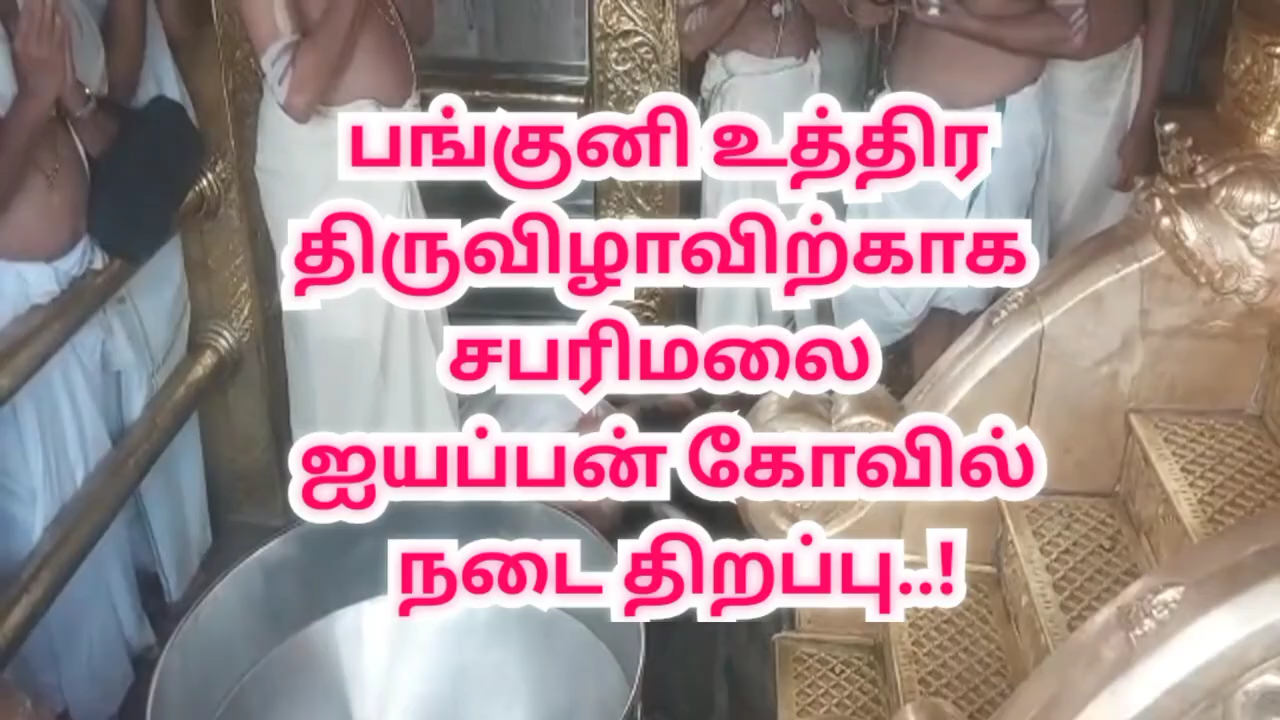 பங்குனி உத்திர
திருவிழாவிற்காக
சபரிமலை
ஐயப்பன் கோவில்
நடை திறப்பு..!